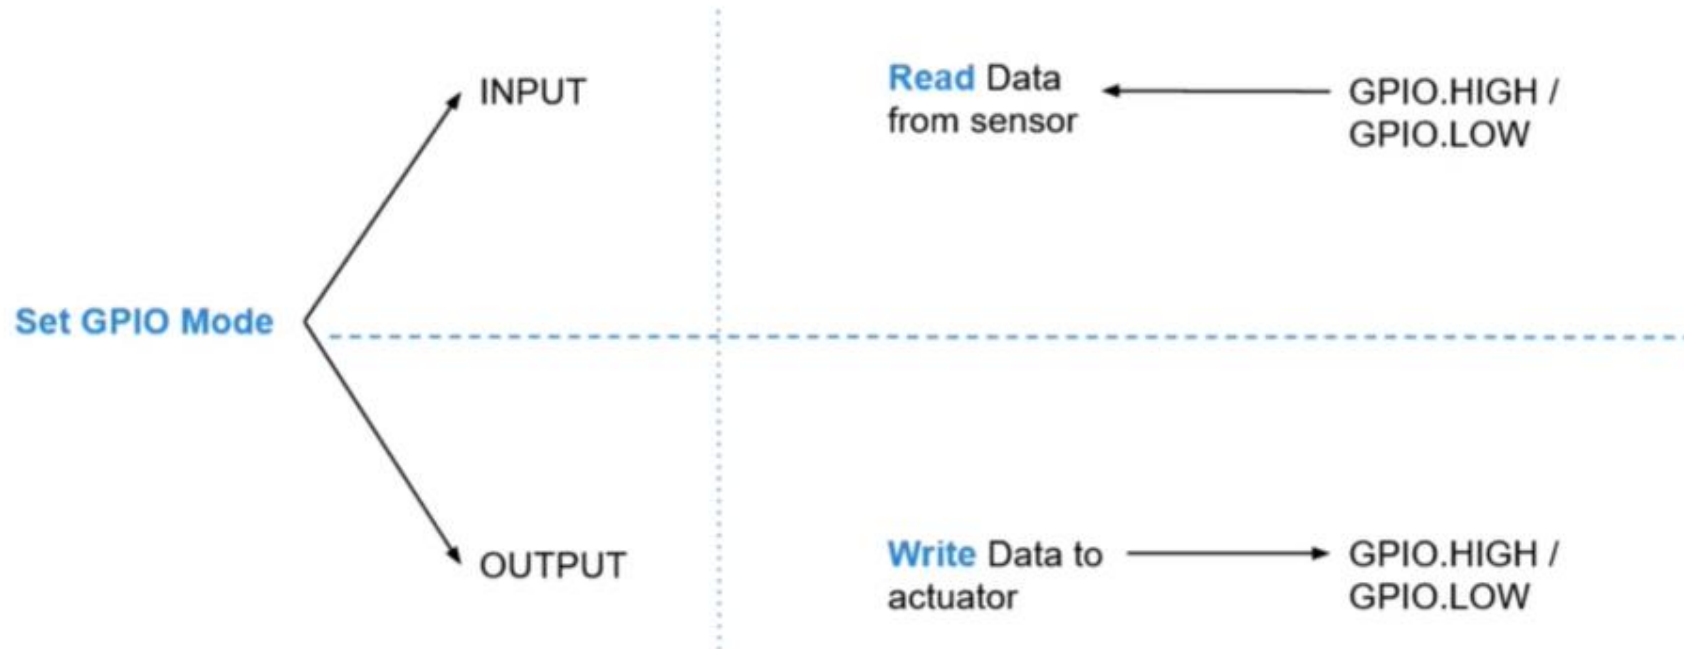 INPUT
Read Data
from sensor
GPIO.HIGH /
GPIO.LOW
Set GPIO Mode
OUTPUT
Write Data to
actuator
GPIO.HIGH /
GPIO.LOW